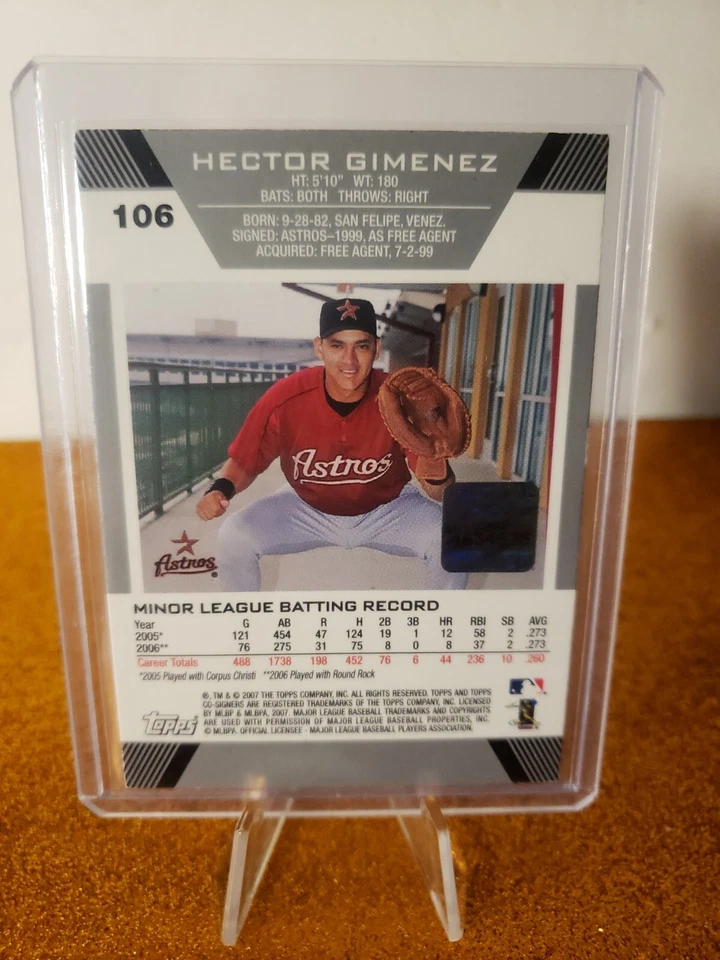 HECTOR GIMENEZ
HT: 5'10" WT: 180
BATS: BOTH THROWS: RIGHT
106
BORN: 9-28-82, SAN FELIPE, VENEZ.
SIGNED: ASTROS–1999, AS FREE AGENT
ACQUIRED: FREE AGENT, 7-2-99
Astros
Astros
MINOR LEAGUE BATTING RECORD
Year G AB R H 2B 3B HR RBI SB AVG
2005* 121 454 47 124 19 1 12 58 2 .273
2006** 76 275 31 75 8 0 8 37 2 .273
Career Totals 488 1738 198 452 76 6 44 236 10 .260
*2005 Played with Corpus Christi **2006 Played with Round Rock
®, TM & © 2007 THE TOPPS COMPANY, INC. ALL RIGHTS RESERVED. TOPPS AND TOPPS
CO-SIGNERS ARE REGISTERED TRADEMARKS OF THE TOPPS COMPANY, INC. LICENSED
BY MLBP & MLBPA, 2007. MAJOR LEAGUE BASEBALL TRADEMARKS AND COPYRIGHTS
ARE USED WITH PERMISSION OF MAJOR LEAGUE BASEBALL PROPERTIES, INC.
© MLBPA. OFFICIAL LICENSEE - MAJOR LEAGUE BASEBALL PLAYERS ASSOCIATION.
Topps